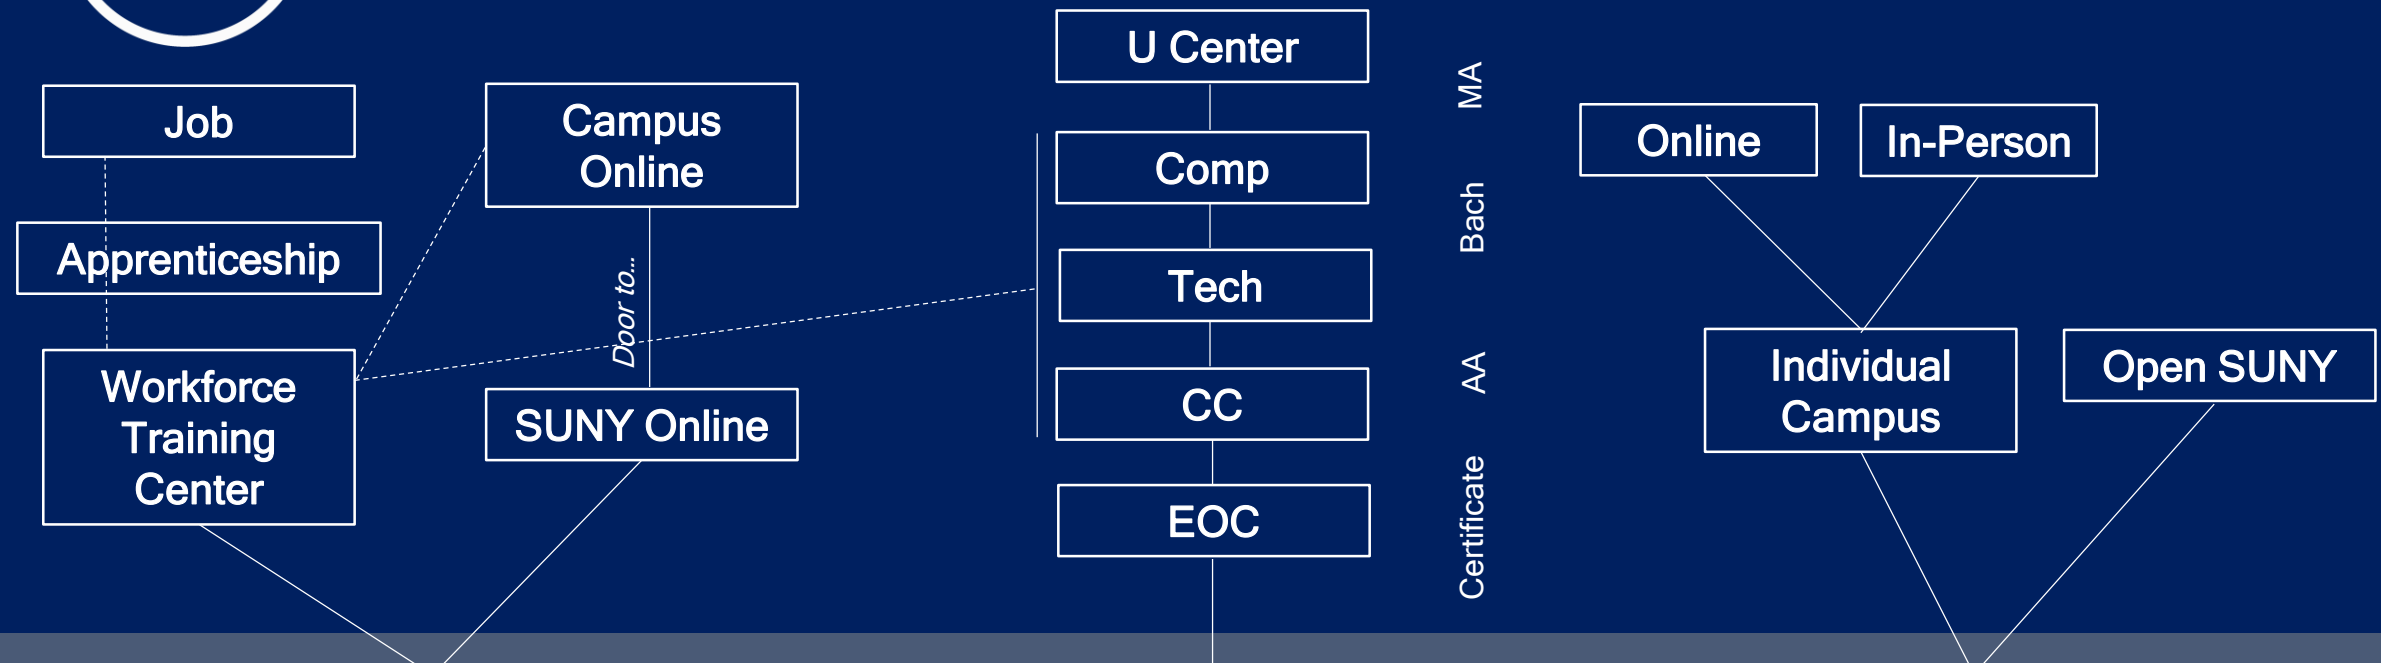 Job
Apprenticeship
Workforce
Training
Center
Campus
Online
Door to...
SUNY Online
U Center
Comp
Tech
CC
EOC
MA
Bach
AA
Certificate
Online
In-Person
Individual
Campus
Open SUNY